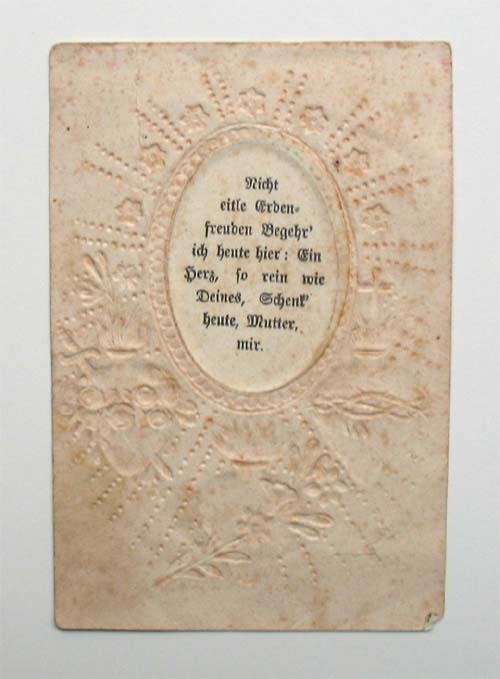 Nicht
eitle Erden-
freuden Begehr'
ich heute hier: Ein
Herz, so rein wie
Deines, Schenk'
heute, Mutter,
mir.